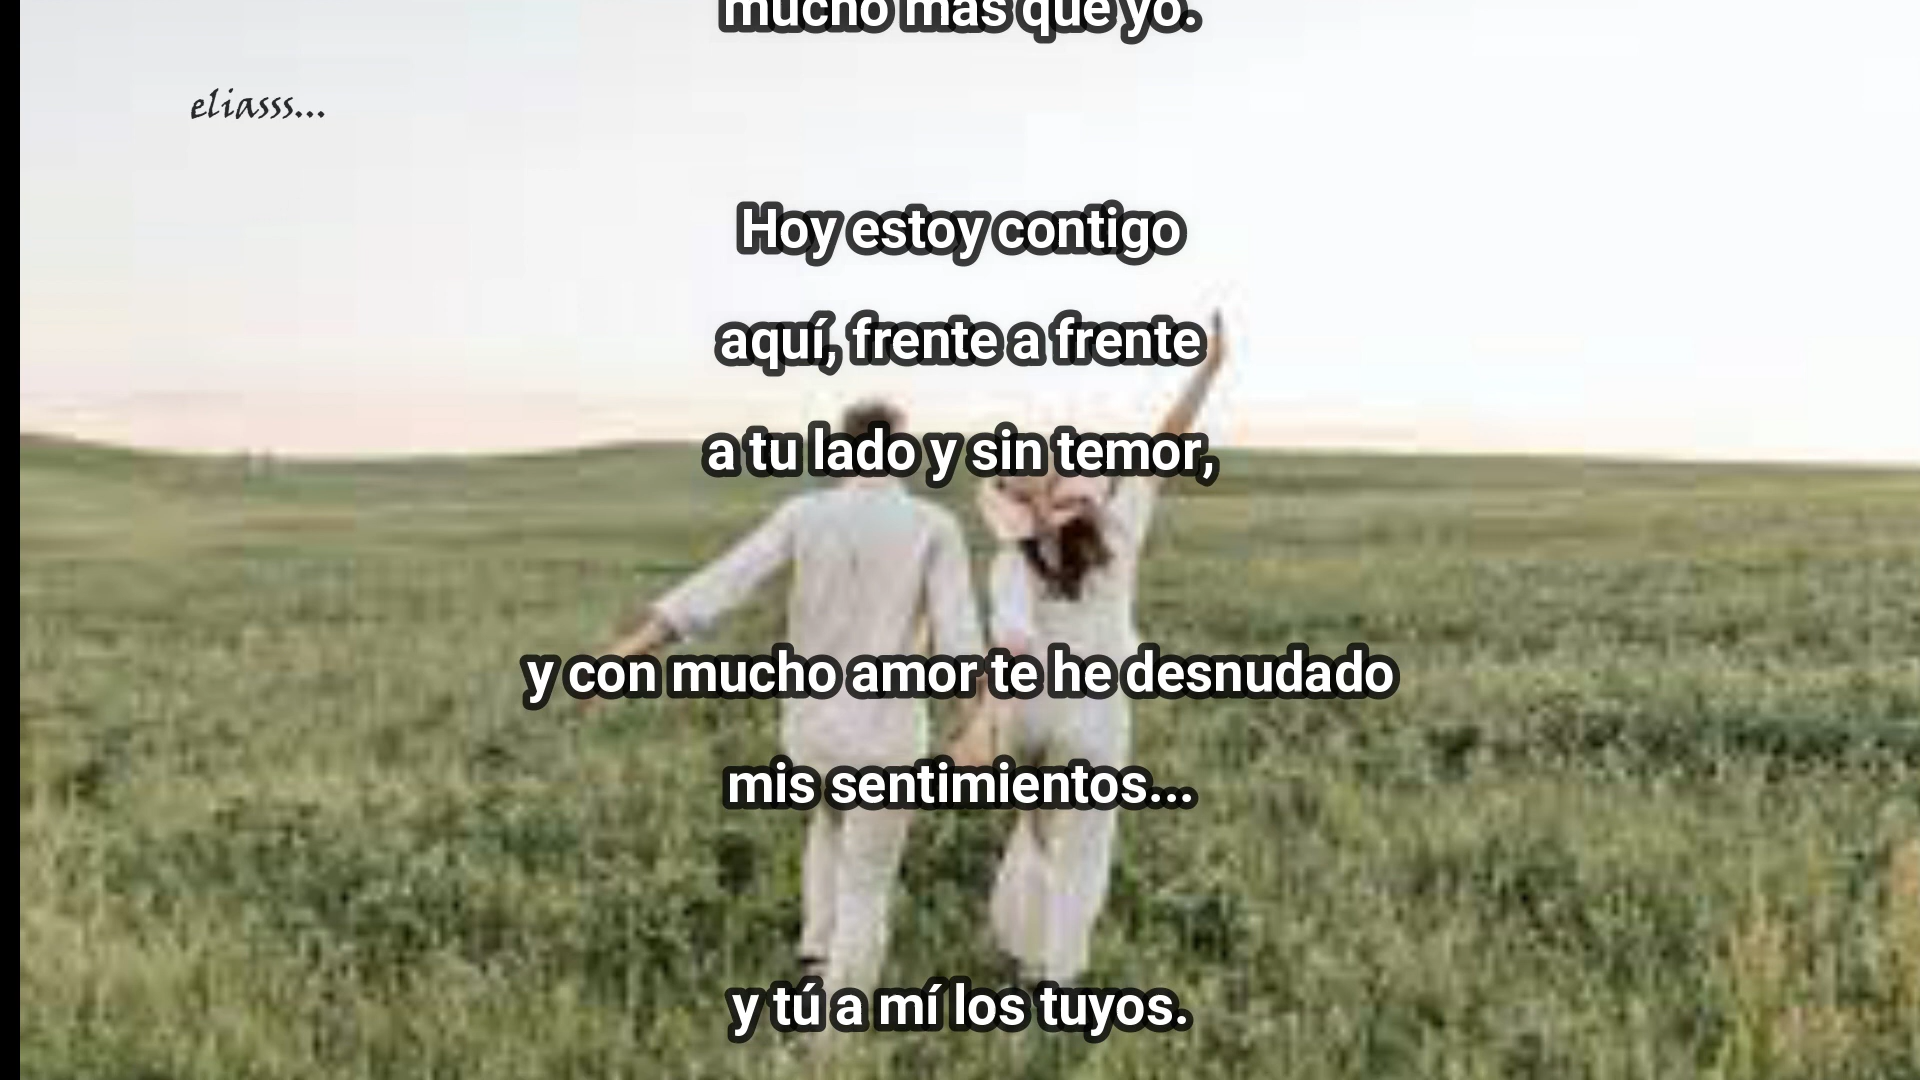 mucho más que yo.
eliasss...
Hoy estoy contigo
aquí, frente a frente
a tu lado y sin temor,
y con mucho amor te he desnudado
mis sentimientos...
y tú a mí los tuyos.